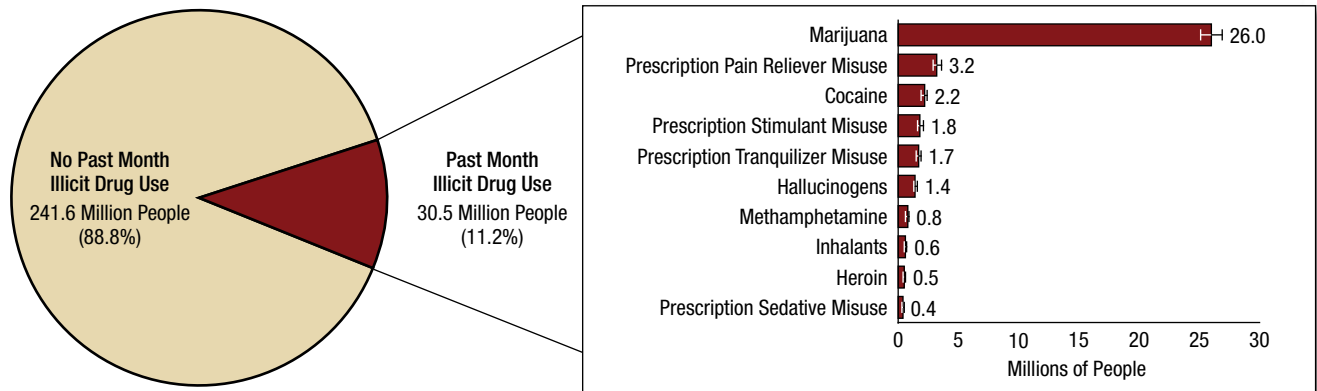 No Past Month
Illicit Drug Use
241.6 Million People
(88.8%)
Past Month
Illicit Drug Use
30.5 Million People
(11.2%)
Marijuana 26.0
Prescription Pain Reliever Misuse 3.2
Cocaine 2.2
Prescription Stimulant Misuse 1.8
Prescription Tranquilizer Misuse 1.7
Hallucinogens 1.4
Methamphetamine 0.8
Inhalants 0.6
Heroin 0.5
Prescription Sedative Misuse 0.4
0 5 10 15 20 25 30
Millions of People